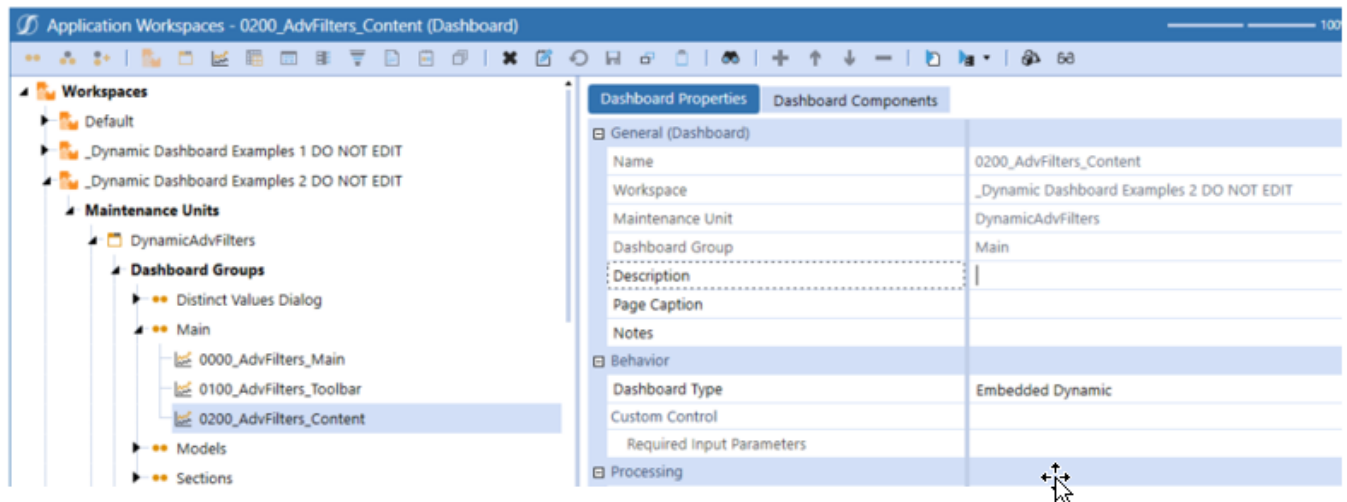 Application Workspaces - 0200_AdvFilters_Content (Dashboard)
100
Workspaces
Default
_Dynamic Dashboard Examples 1 DO NOT EDIT
_Dynamic Dashboard Examples 2 DO NOT EDIT
Maintenance Units
DynamicAdvFilters
Dashboard Groups
Distinct Values Dialog
Main
0000_AdvFilters_Main
0100_AdvFilters_Toolbar
0200_AdvFilters_Content
Models
Sections
Dashboard Properties Dashboard Components
General (Dashboard)
Name 0200_AdvFilters_Content
Workspace _Dynamic Dashboard Examples 2 DO NOT EDIT
Maintenance Unit DynamicAdvFilters
Dashboard Group Main
Description
Page Caption
Notes
Behavior
Dashboard Type Embedded Dynamic
Custom Control
Required Input Parameters
Processing